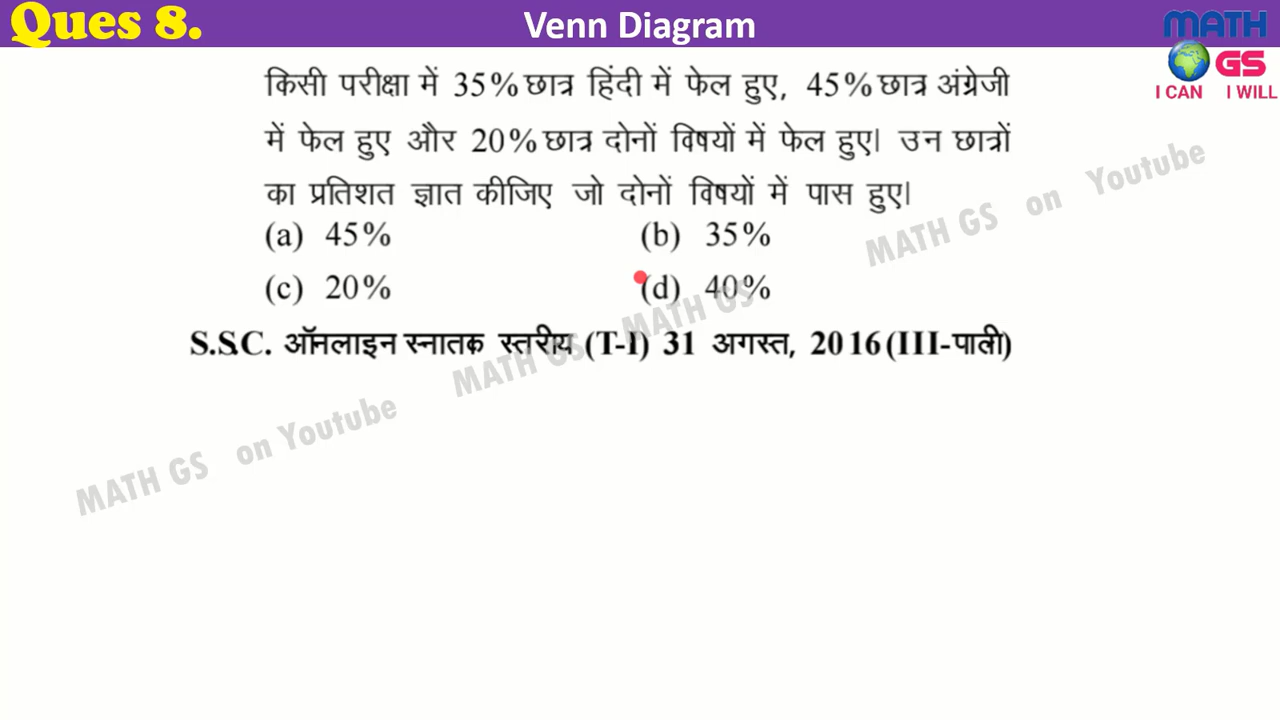 Ques 8.
Venn Diagram
MATH
GS
I CAN I WILL
किसी परीक्षा में 35% छात्र हिंदी में फेल हुए, 45% छात्र अंग्रेजी
में फेल हुए और 20% छात्र दोनों विषयों में फेल हुए। उन छात्रों
का प्रतिशत ज्ञात कीजिए जो दोनों विषयों में पास हुए।
(a) 45% (b) 35%
(c) 20% (d) 40%
S.S.C. ऑनलाइन स्नातक स्तरीय (T-I) 31 अगस्त, 2016 (III-पाली)
MATH GS on Youtube
MATH GS MATH GS
MATH GS on Youtube